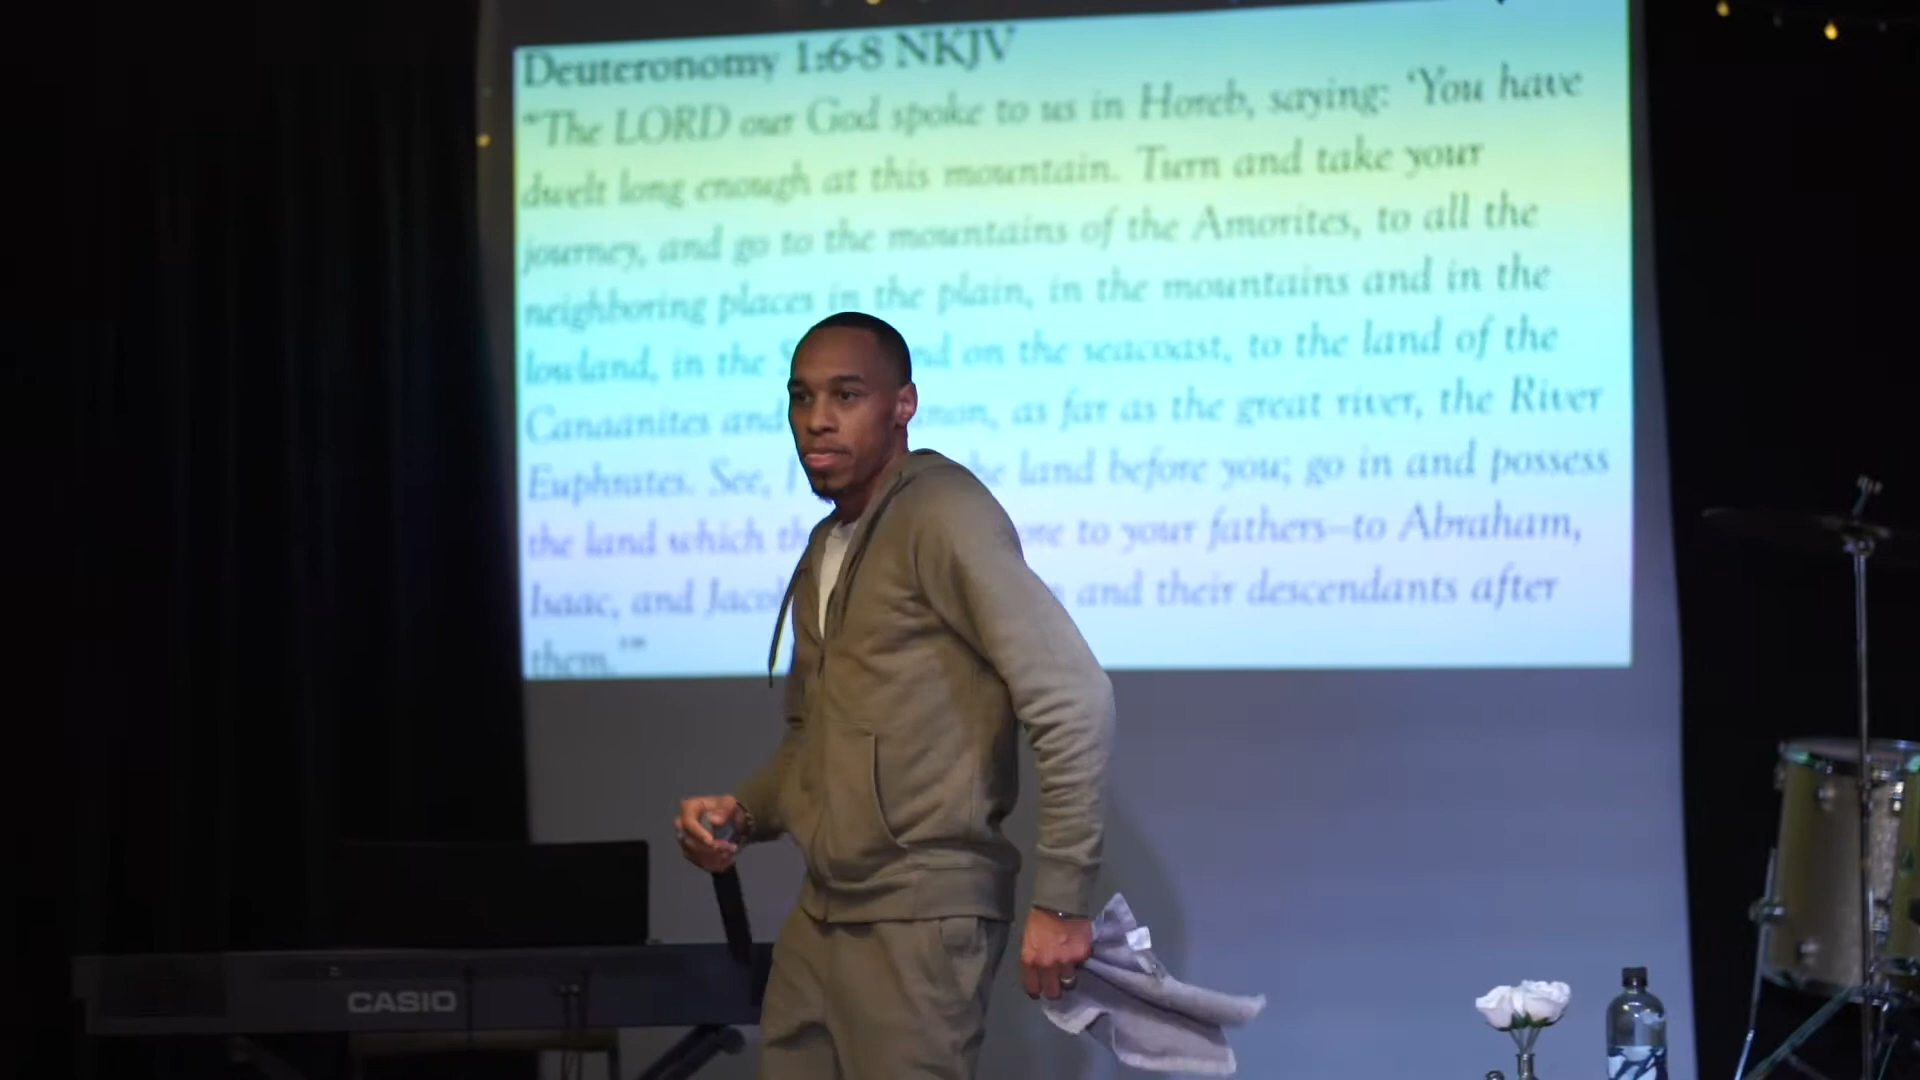 Deuteronomy 1:6-8 NKJV
"The LORD our God spoke to us in Horeb, saying: 'You have
dwelt long enough at this mountain. Turn and take your
journey, and go to the mountains of the Amorites, to all the
neighboring places in the plain, in the mountains and in the
lowland, in the on the seacoast, to the land of the
Canaanites and as far as the great river, the River
Euphrates. See, I land before you; go in and possess
the land which to your fathers—to Abraham,
Isaac, and and their descendants after
them.'"
CASIO